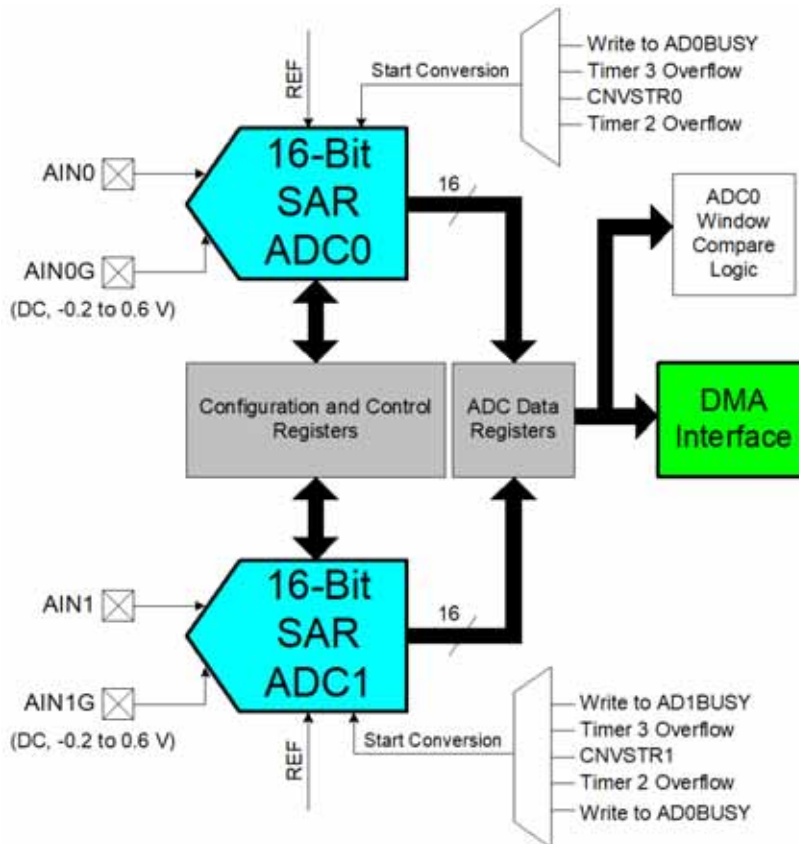 REF
Start Conversion
Write to AD0BUSY
Timer 3 Overflow
CNVSTR0
Timer 2 Overflow
AIN0
AIN0G
(DC, -0.2 to 0.6 V)
16-Bit
SAR
ADC0
16
ADC0
Window
Compare
Logic
Configuration and Control
Registers
ADC Data
Registers
DMA
Interface
AIN1
AIN1G
(DC, -0.2 to 0.6 V)
16-Bit
SAR
ADC1
16
REF
Start Conversion
Write to AD1BUSY
Timer 3 Overflow
CNVSTR1
Timer 2 Overflow
Write to AD0BUSY